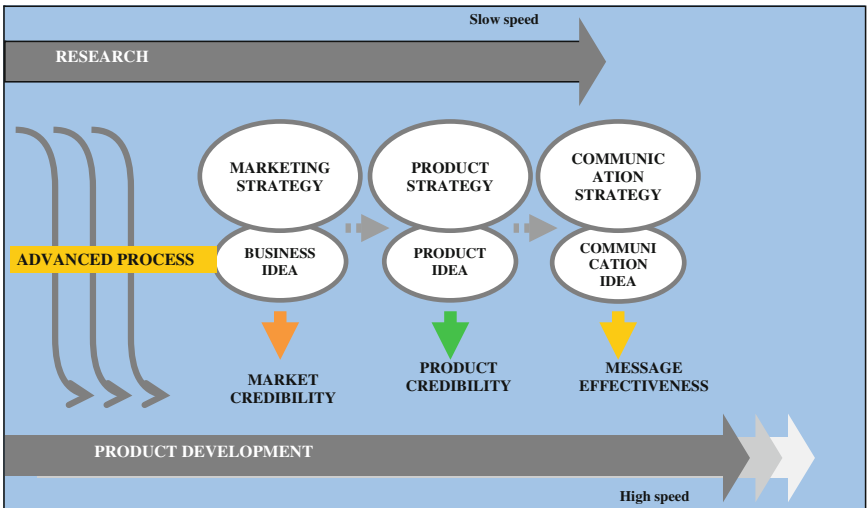 Slow speed
RESEARCH
MARKETING
STRATEGY
PRODUCT
STRATEGY
COMMUNIC
ATION
STRATEGY
ADVANCED PROCESS
BUSINESS
IDEA
PRODUCT
IDEA
COMMUNI
CATION
IDEA
MARKET
CREDIBILITY
PRODUCT
CREDIBILITY
MESSAGE
EFFECTIVENESS
PRODUCT DEVELOPMENT
High speed